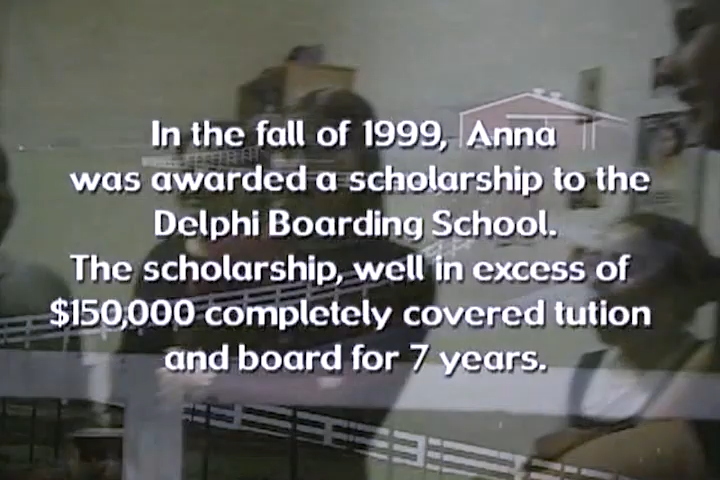 In the fall of 1999, Anna
was awarded a scholarship to the
Delphi Boarding School.
The scholarship, well in excess of
$150,000 completely covered tution
and board for 7 years.